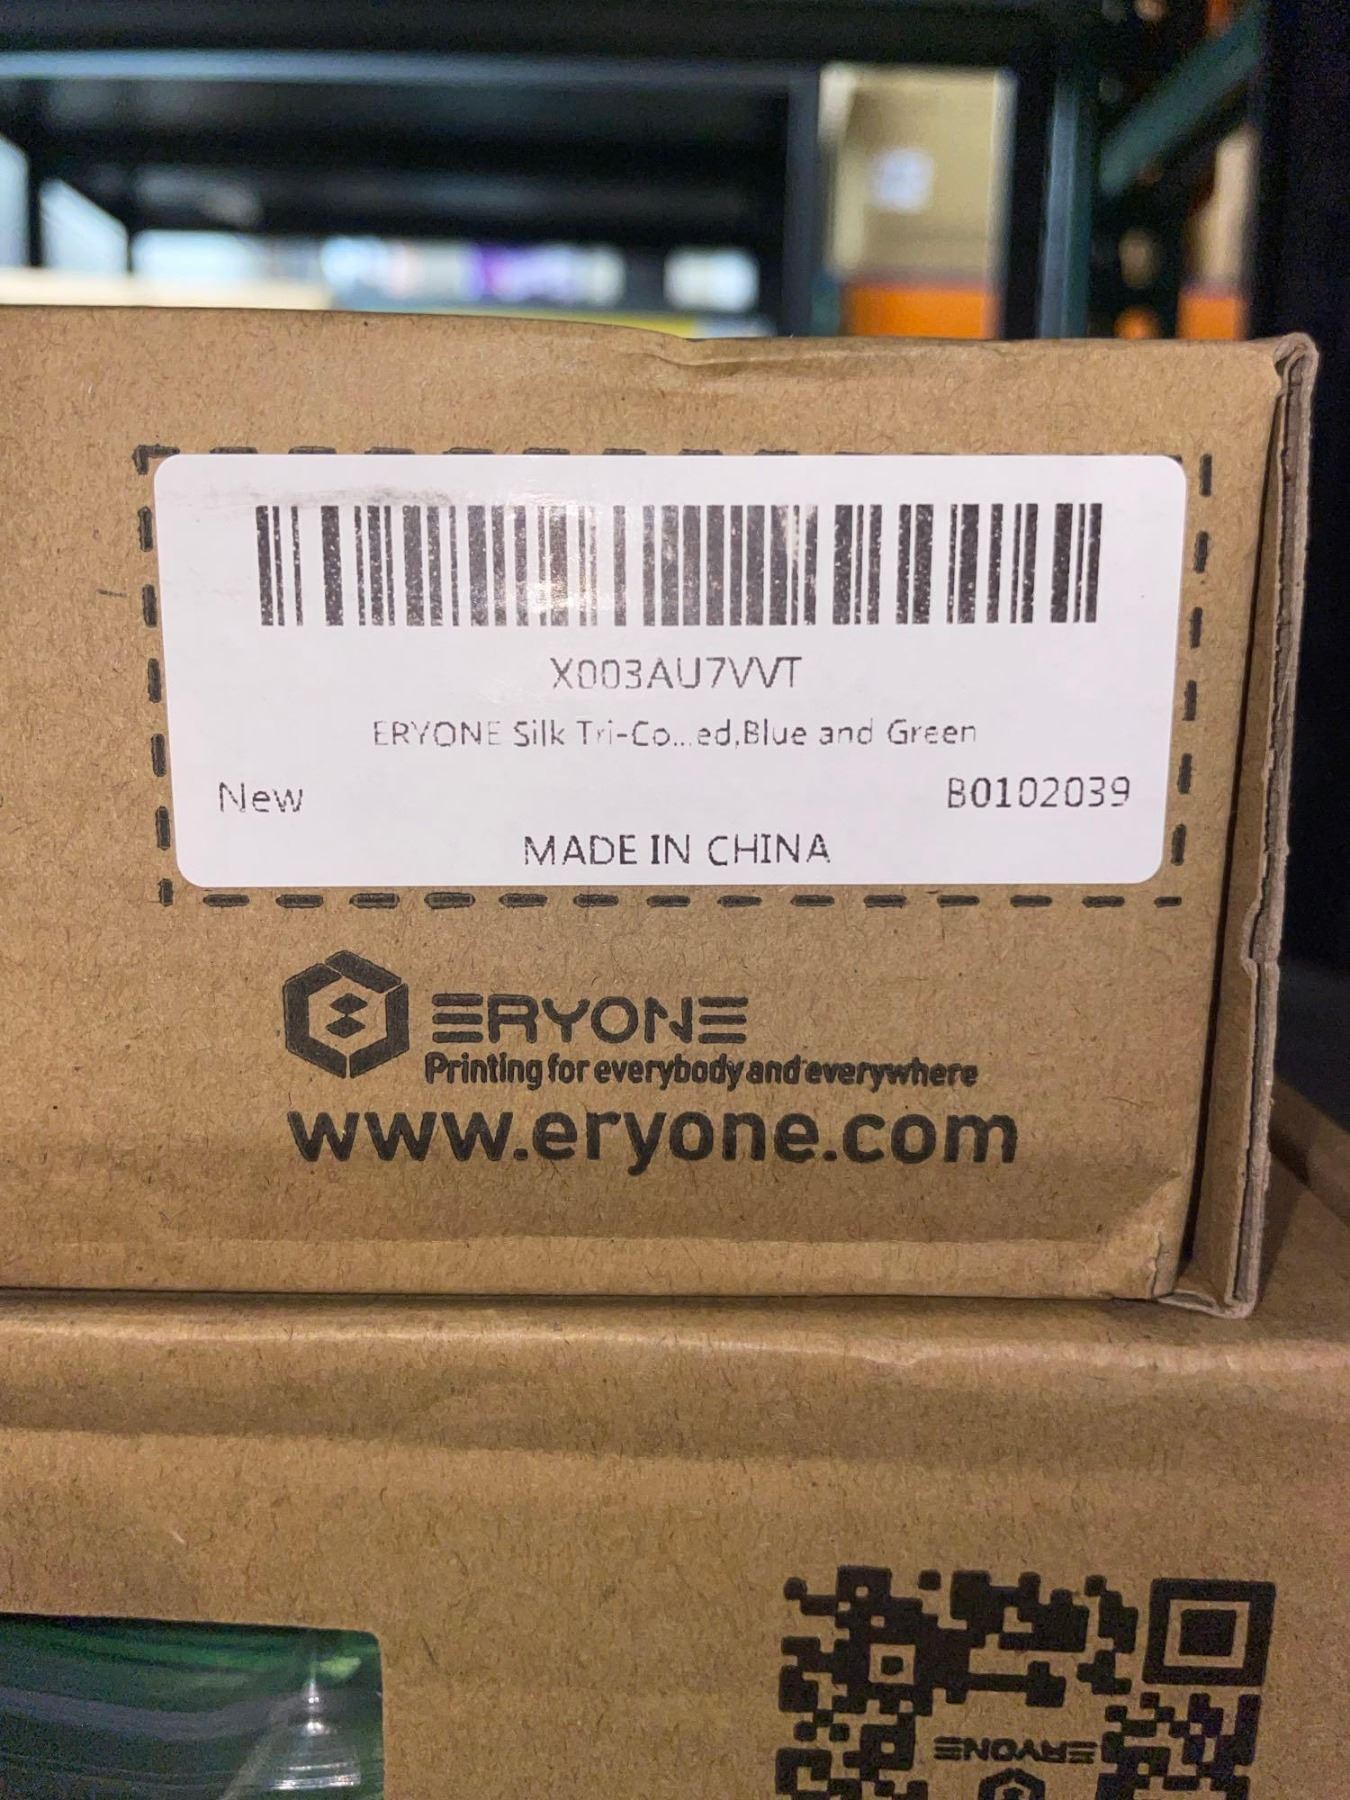 X003AU7VVT
ERYONE Silk Tri-Co...ed,Blue and Green
New
B0102039
MADE IN CHINA
ERYONE
Printing for everybody and everywhere
www.eryone.com
ERYONE